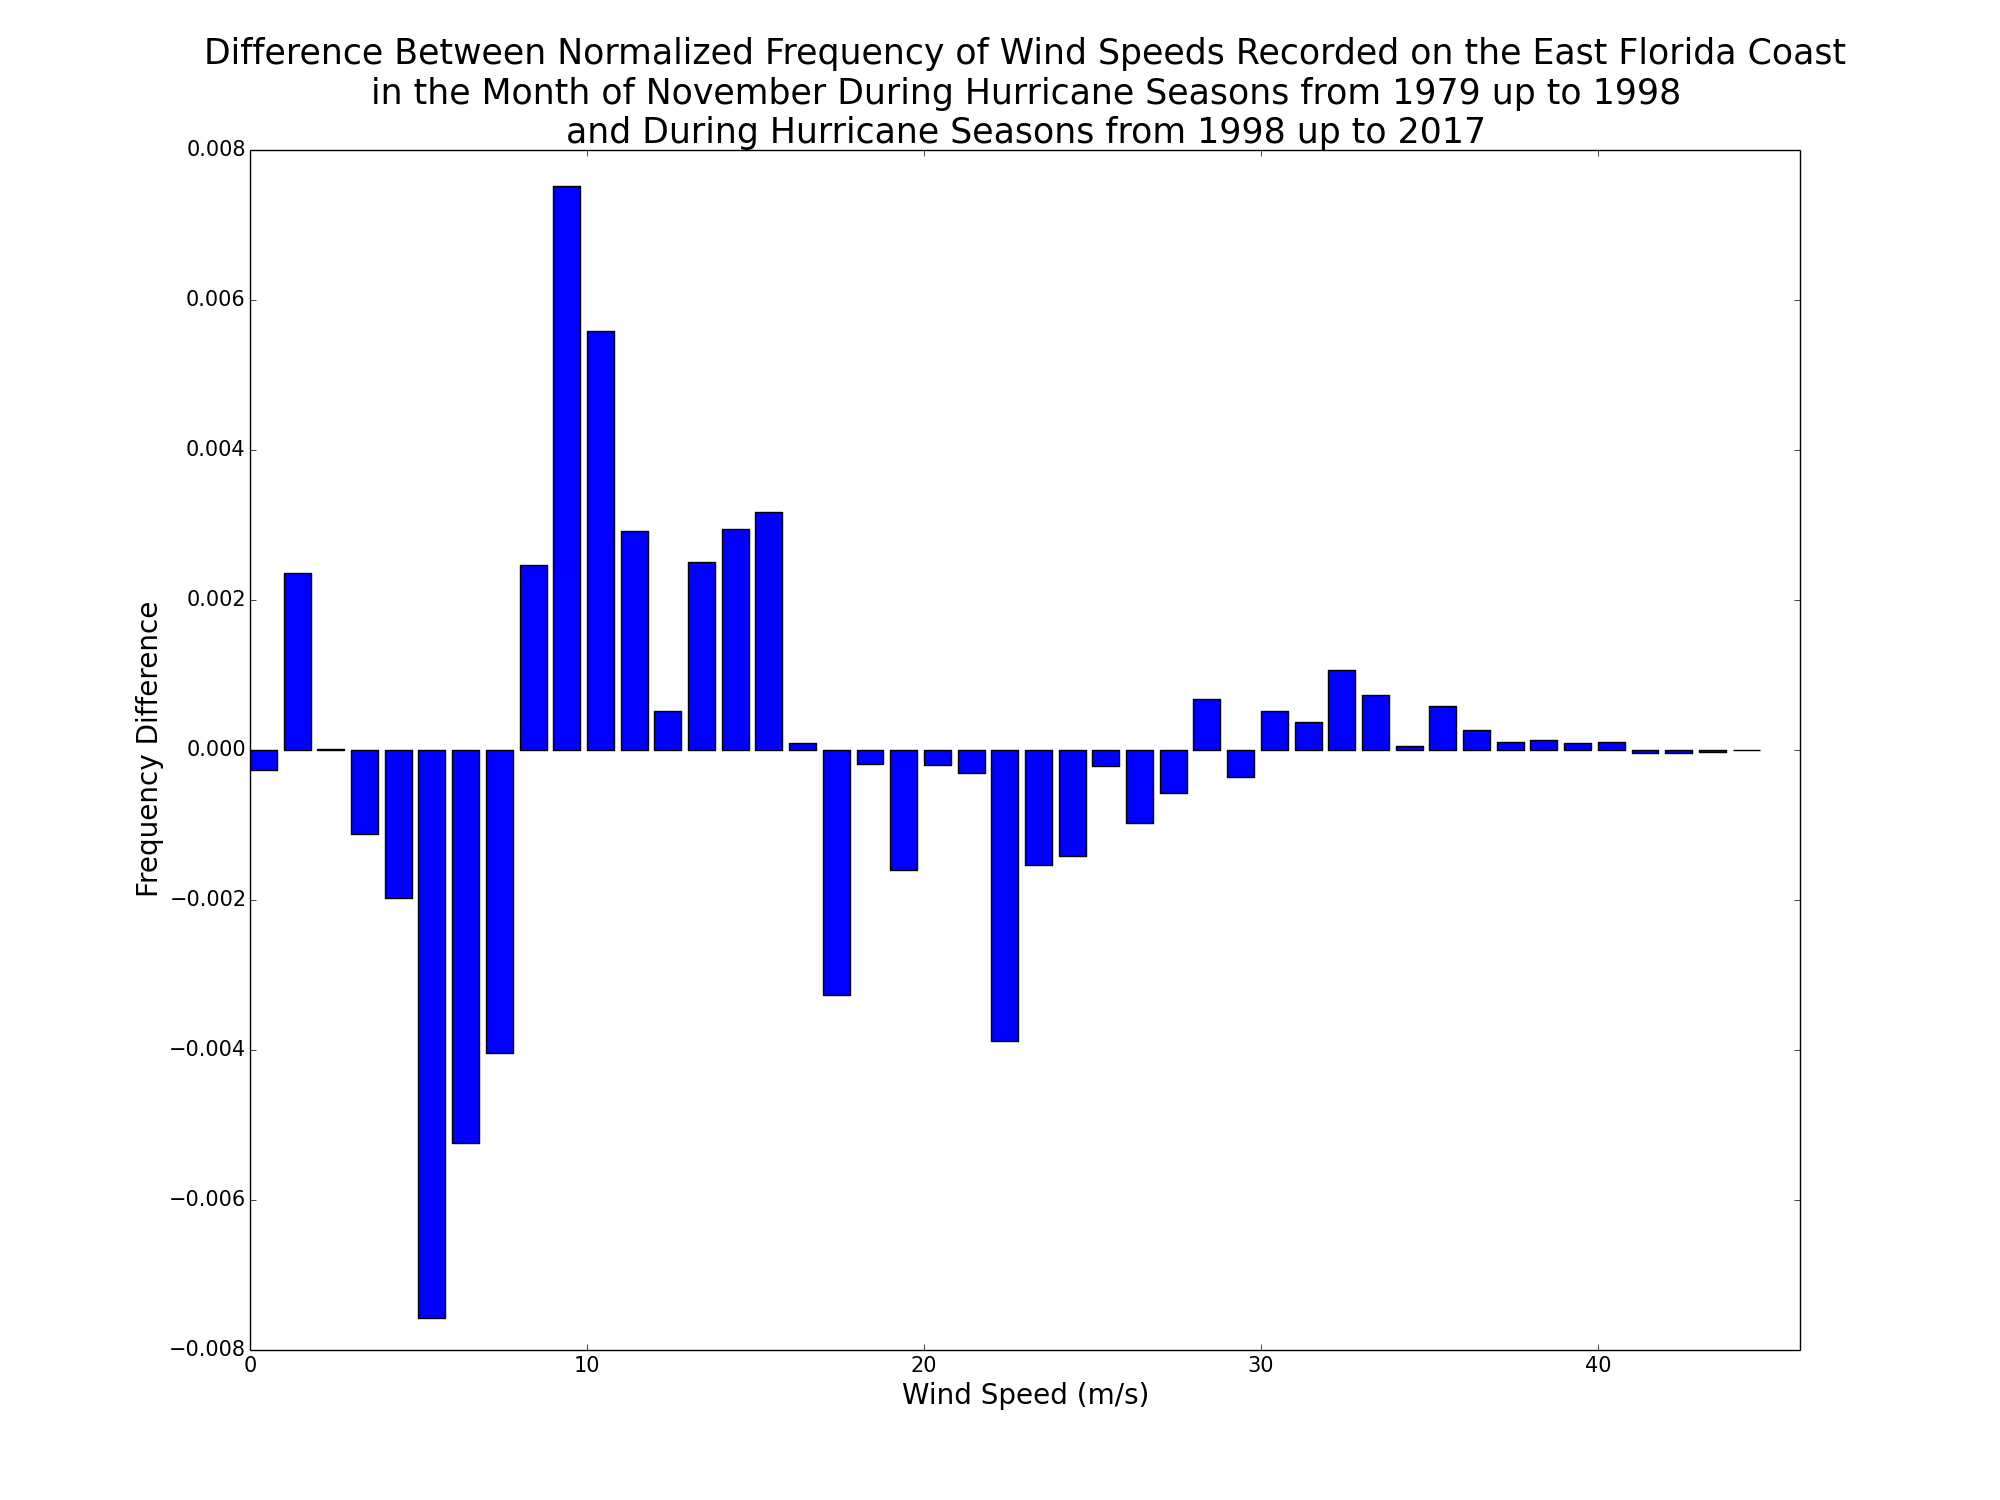 Difference Between Normalized Frequency of Wind Speeds Recorded on the East Florida Coast
in the Month of November During Hurricane Seasons from 1979 up to 1998
and During Hurricane Seasons from 1998 up to 2017
0.008
0.006
0.004
0.002
0.000
−0.002
−0.004
−0.006
−0.008
Frequency Difference
0 10 20 30 40
Wind Speed (m/s)